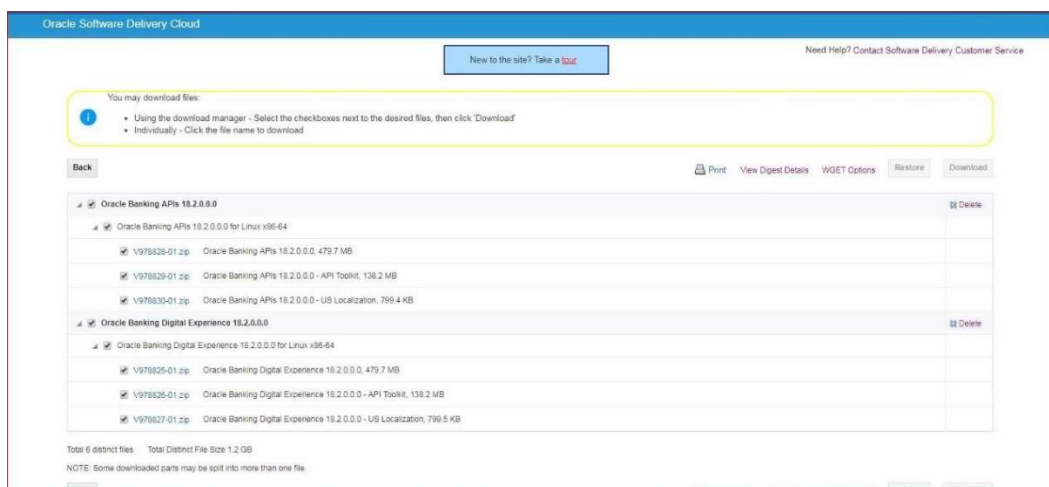 Oracle Software Delivery Cloud
Need Help? Contact Software Delivery Customer Service
New to the site? Take a tour
You may download files:
Using the download manager - Select the checkboxes next to the desired files, then click 'Download'
Individually - Click the file name to download
Back Print View Digest Details WGET Options Restore Download
Oracle Banking APIs 18.2.0.0.0 Delete
Oracle Banking APIs 18.2.0.0.0 for Linux x86-64
V978828-01.zip Oracle Banking APIs 18.2.0.0.0, 479.7 MB
V978829-01.zip Oracle Banking APIs 18.2.0.0.0 - API Toolkit, 138.2 MB
V978830-01.zip Oracle Banking APIs 18.2.0.0.0 - US Localization, 799.4 KB
Oracle Banking Digital Experience 18.2.0.0.0 Delete
Oracle Banking Digital Experience 18.2.0.0.0 for Linux x86-64
V978825-01.zip Oracle Banking Digital Experience 18.2.0.0.0, 479.7 MB
V978826-01.zip Oracle Banking Digital Experience 18.2.0.0.0 - API Toolkit, 138.2 MB
V978827-01.zip Oracle Banking Digital Experience 18.2.0.0.0 - US Localization, 799.5 KB
Total 6 distinct files Total Distinct File Size 1.2 GB
NOTE: Some downloaded parts may be split into more than one file.